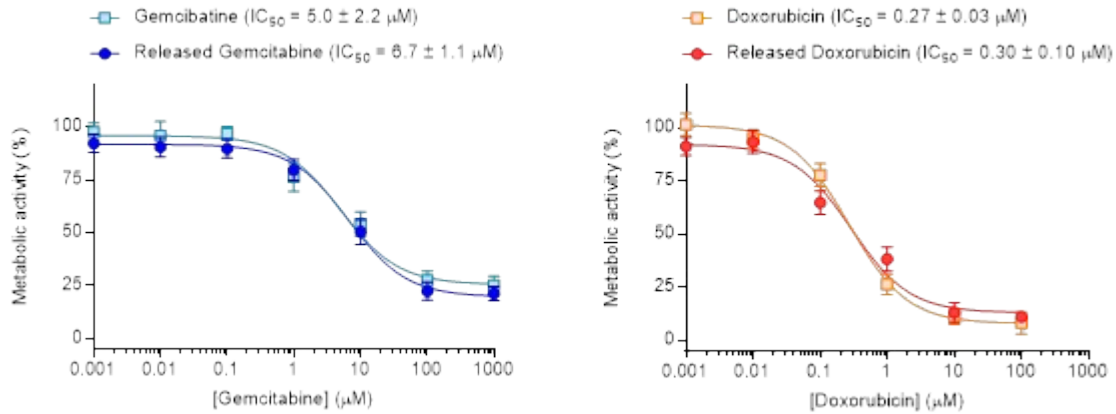 Gemcibatine (IC50 = 5.0 ± 2.2 μM)
Released Gemcitabine (IC50 = 6.7 ± 1.1 μM)
Metabolic activity (%)
100
75
50
25
0
0.001 0.01 0.1 1 10 100 1000
[Gemcitabine] (μM)
Doxorubicin (IC50 = 0.27 ± 0.03 μM)
Released Doxorubicin (IC50 = 0.30 ± 0.10 μM)
Metabolic activity (%)
100
75
50
25
0
0.001 0.01 0.1 1 10 100 1000
[Doxorubicin] (μM)